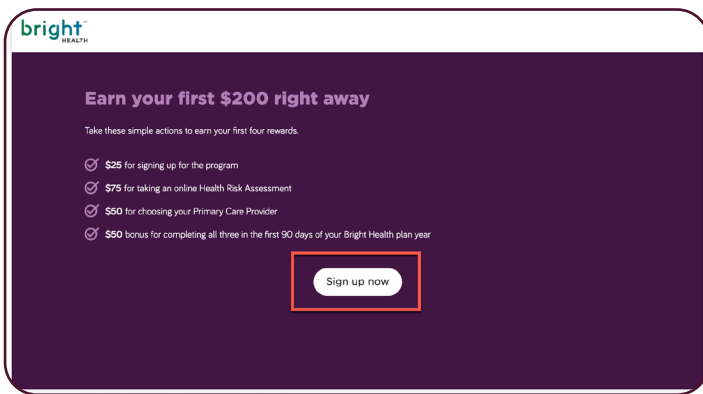 bright™
HEALTH
Earn your first $200 right away
Take these simple actions to earn your first four rewards.
$25 for signing up for the program
$75 for taking an online Health Risk Assessment
$50 for choosing your Primary Care Provider
$50 bonus for completing all three in the first 90 days of your Bright Health plan year
Sign up now